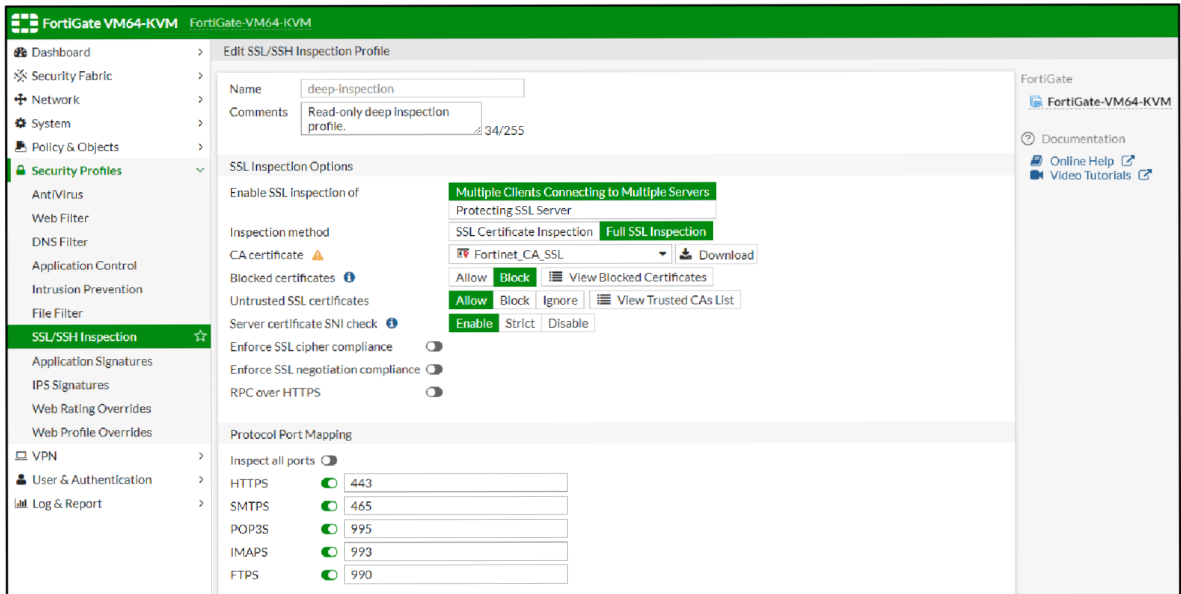 FortiGate VM64-KVM FortiGate-VM64-KVM
Dashboard
Security Fabric
Network
System
Policy & Objects
Security Profiles
AntiVirus
Web Filter
DNS Filter
Application Control
Intrusion Prevention
File Filter
SSL/SSH Inspection
Application Signatures
IPS Signatures
Web Rating Overrides
Web Profile Overrides
VPN
User & Authentication
Log & Report
Edit SSL/SSH Inspection Profile
Name deep-inspection
Comments Read-only deep inspection
profile. 34/255
SSL Inspection Options
Enable SSL inspection of Multiple Clients Connecting to Multiple Servers
Protecting SSL Server
Inspection method SSL Certificate Inspection Full SSL Inspection
CA certificate Fortinet_CA_SSL Download
Blocked certificates Allow Block View Blocked Certificates
Untrusted SSL certificates Allow Block Ignore View Trusted CAs List
Server certificate SNI check Enable Strict Disable
Enforce SSL cipher compliance
Enforce SSL negotiation compliance
RPC over HTTPS
Protocol Port Mapping
Inspect all ports
HTTPS 443
SMTPS 465
POP3S 995
IMAPS 993
FTPS 990
FortiGate
FortiGate-VM64-KVM
Documentation
Online Help
Video Tutorials